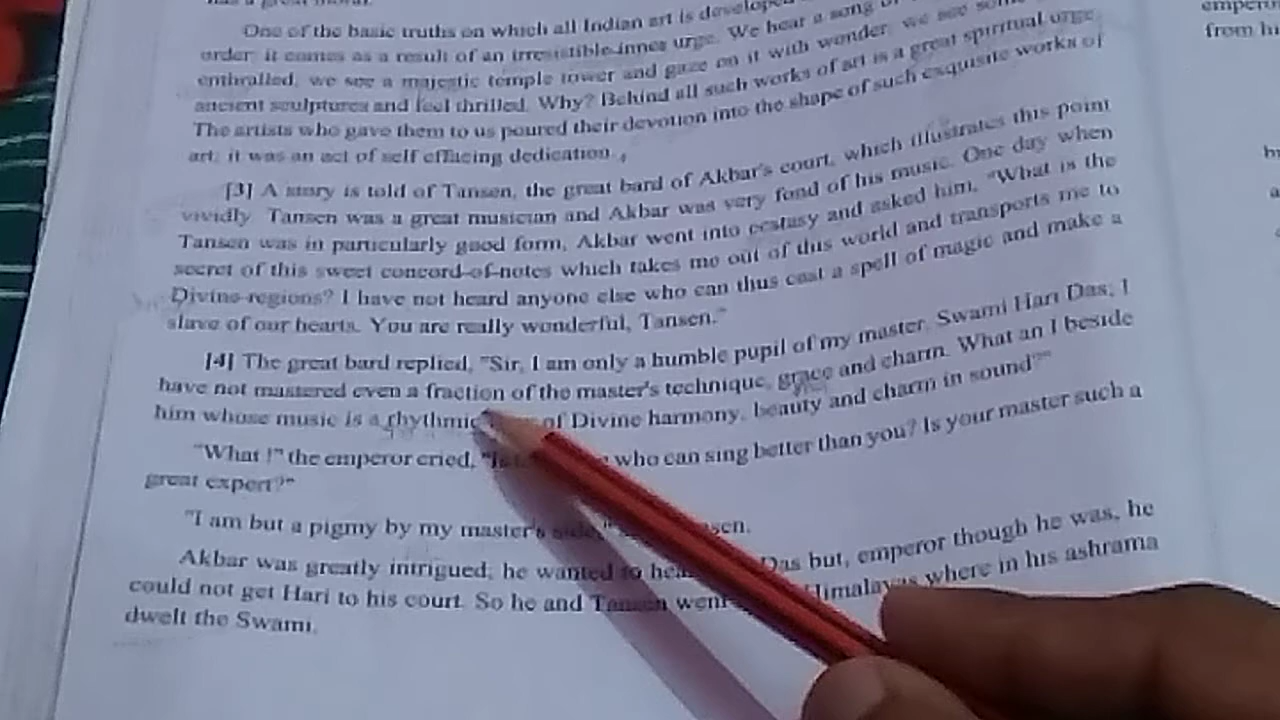 One of the basic truths on which all Indian art is developed
order: it comes as a result of an irresistible inner urge. We hear a song
enthralled, we see a majestic temple tower and gaze on it with wonder, we see
ancient sculptures and feel thrilled. Why? Behind all such works of art is a great spiritual urge
The artists who gave them to us poured their devotion into the shape of such exquisite works of
art: it was an act of self effacing dedication.
[3] A story is told of Tansen, the great bard of Akbar's court, which illustrates this point
vividly. Tansen was a great musician and Akbar was very fond of his music. One day when
Tansen was in particularly good form, Akbar went into ecstasy and asked him, "What is the
secret of this sweet concord-of-notes which takes me out of this world and transports me to
Divine-regions? I have not heard anyone else who can thus cast a spell of magic and make a
slave of our hearts. You are really wonderful, Tansen."
[4] The great bard replied, "Sir, I am only a humble pupil of my master, Swami Hari Das; I
have not mastered even a fraction of the master's technique, grace and charm. What an I beside
him whose music is a rhythmic of Divine harmony, beauty and charm in sound?"
"What !" the emperor cried, who can sing better than you? Is your master such a
great expert?"
"I am but a pigmy by my master's side,"
Akbar was greatly intrigued; he wanted to Das but, emperor though he was, he
could not get Hari to his court. So he and Tansen went Himalayas where in his ashrama
dwelt the Swami.
from